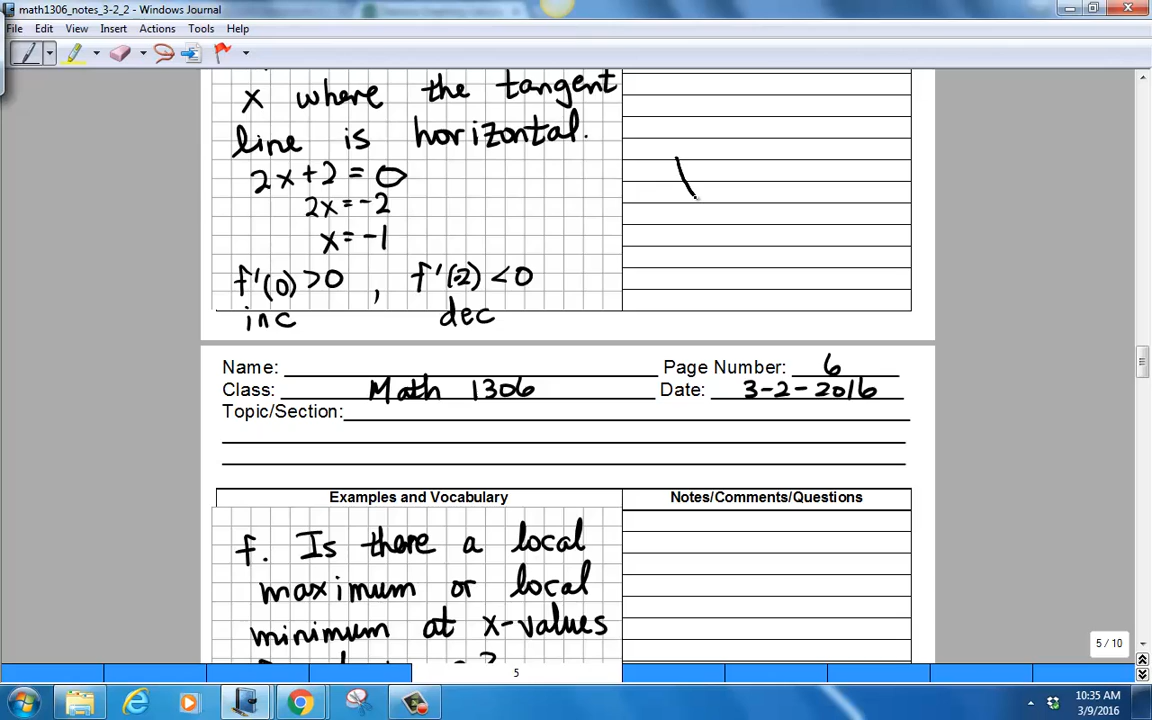 math1306_notes_3-2_2 - Windows Journal
File Edit View Insert Actions Tools Help
x where the tangent
line is horizontal.
2x+2=0
2x=-2
x=-1
f'(0)>0 , f'(-2)<0
inc dec
Name:
Page Number: 6
Class: Math 1306 Date: 3-2-2016
Topic/Section:
Examples and Vocabulary Notes/Comments/Questions
f. Is there a local
maximum or local
minimum at x-values
5 / 10
5
10:35 AM
3/9/2016